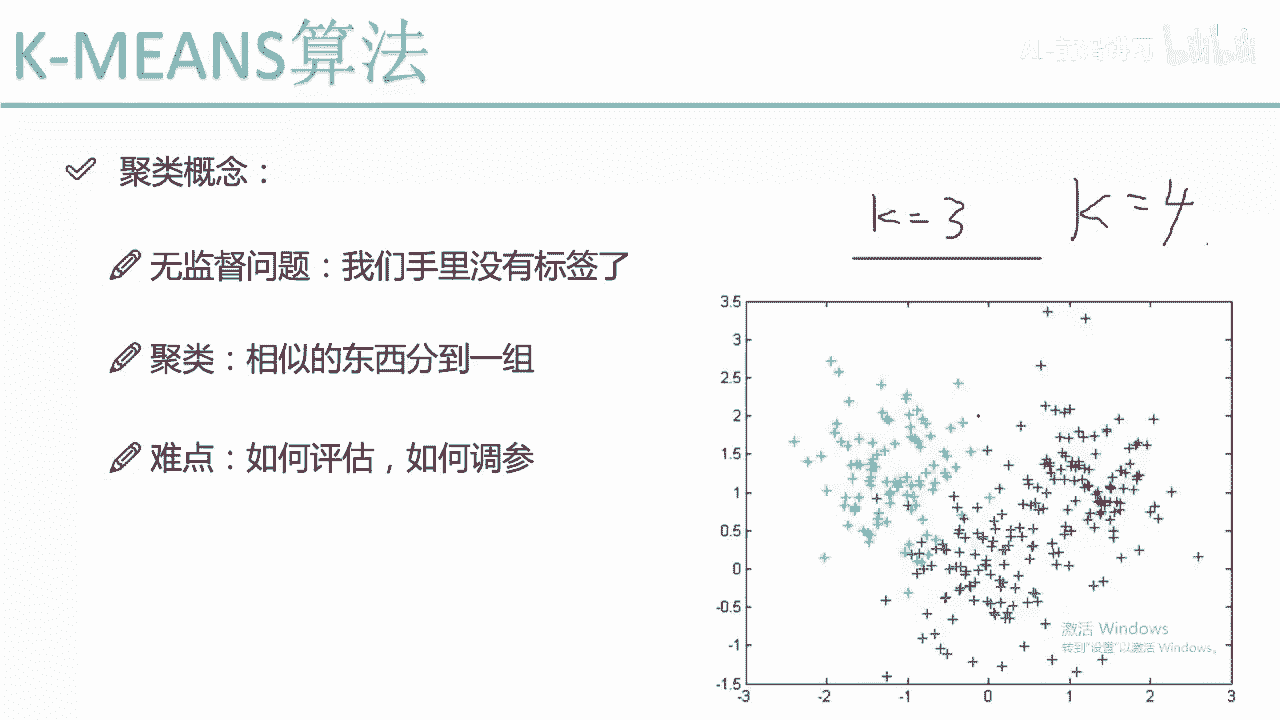 K-MEANS算法
聚类概念：
无监督问题：我们手里没有标签了
聚类：相似的东西分到一组
难点：如何评估，如何调参
k=3
K=4
3.5
3
2.5
2
1.5
1
0.5
0
-0.5
-1
-1.5
-3 -2 -1 0 1 2 3
激活 Windows
转到"设置"以激活 Windows。
bilibili